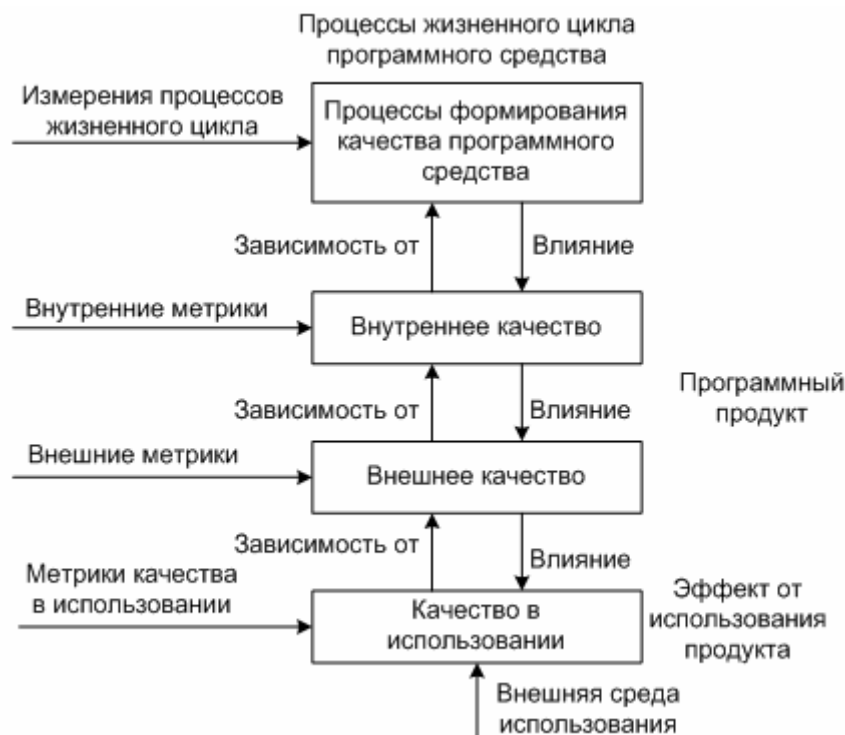 Процессы жизненного цикла
программного средства
Измерения процессов
жизненного цикла
Процессы формирования
качества программного
средства
Зависимость от
Влияние
Внутренние метрики
Внутреннее качество
Программный
продукт
Зависимость от
Влияние
Внешние метрики
Внешнее качество
Зависимость от
Влияние
Метрики качества
в использовании
Качество в
использовании
Эффект от
использования
продукта
Внешняя среда
использования